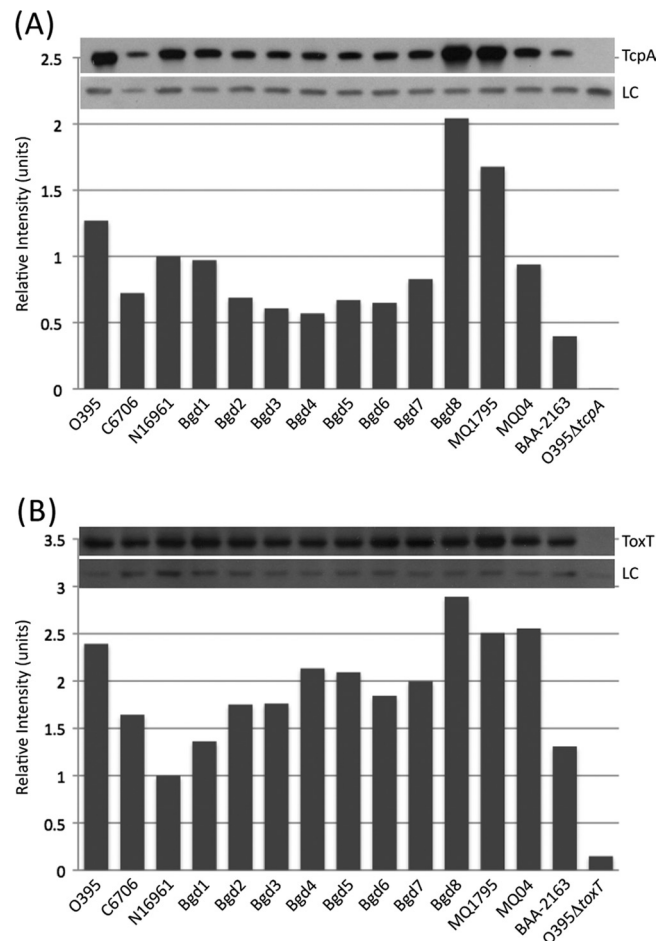 (A)
TcpA
LC
Relative Intensity (units)
2.5
2
1.5
1
0.5
0
O395
C6706
N16961
Bgd1
Bgd2
Bgd3
Bgd4
Bgd5
Bgd6
Bgd7
Bgd8
MQ1795
MQ04
BAA-2163
O395ΔtcpA
(B)
ToxT
LC
Relative Intensity (units)
3.5
3
2.5
2
1.5
1
0.5
0
O395
C6706
N16961
Bgd1
Bgd2
Bgd3
Bgd4
Bgd5
Bgd6
Bgd7
Bgd8
MQ1795
MQ04
BAA-2163
O395ΔtoxT